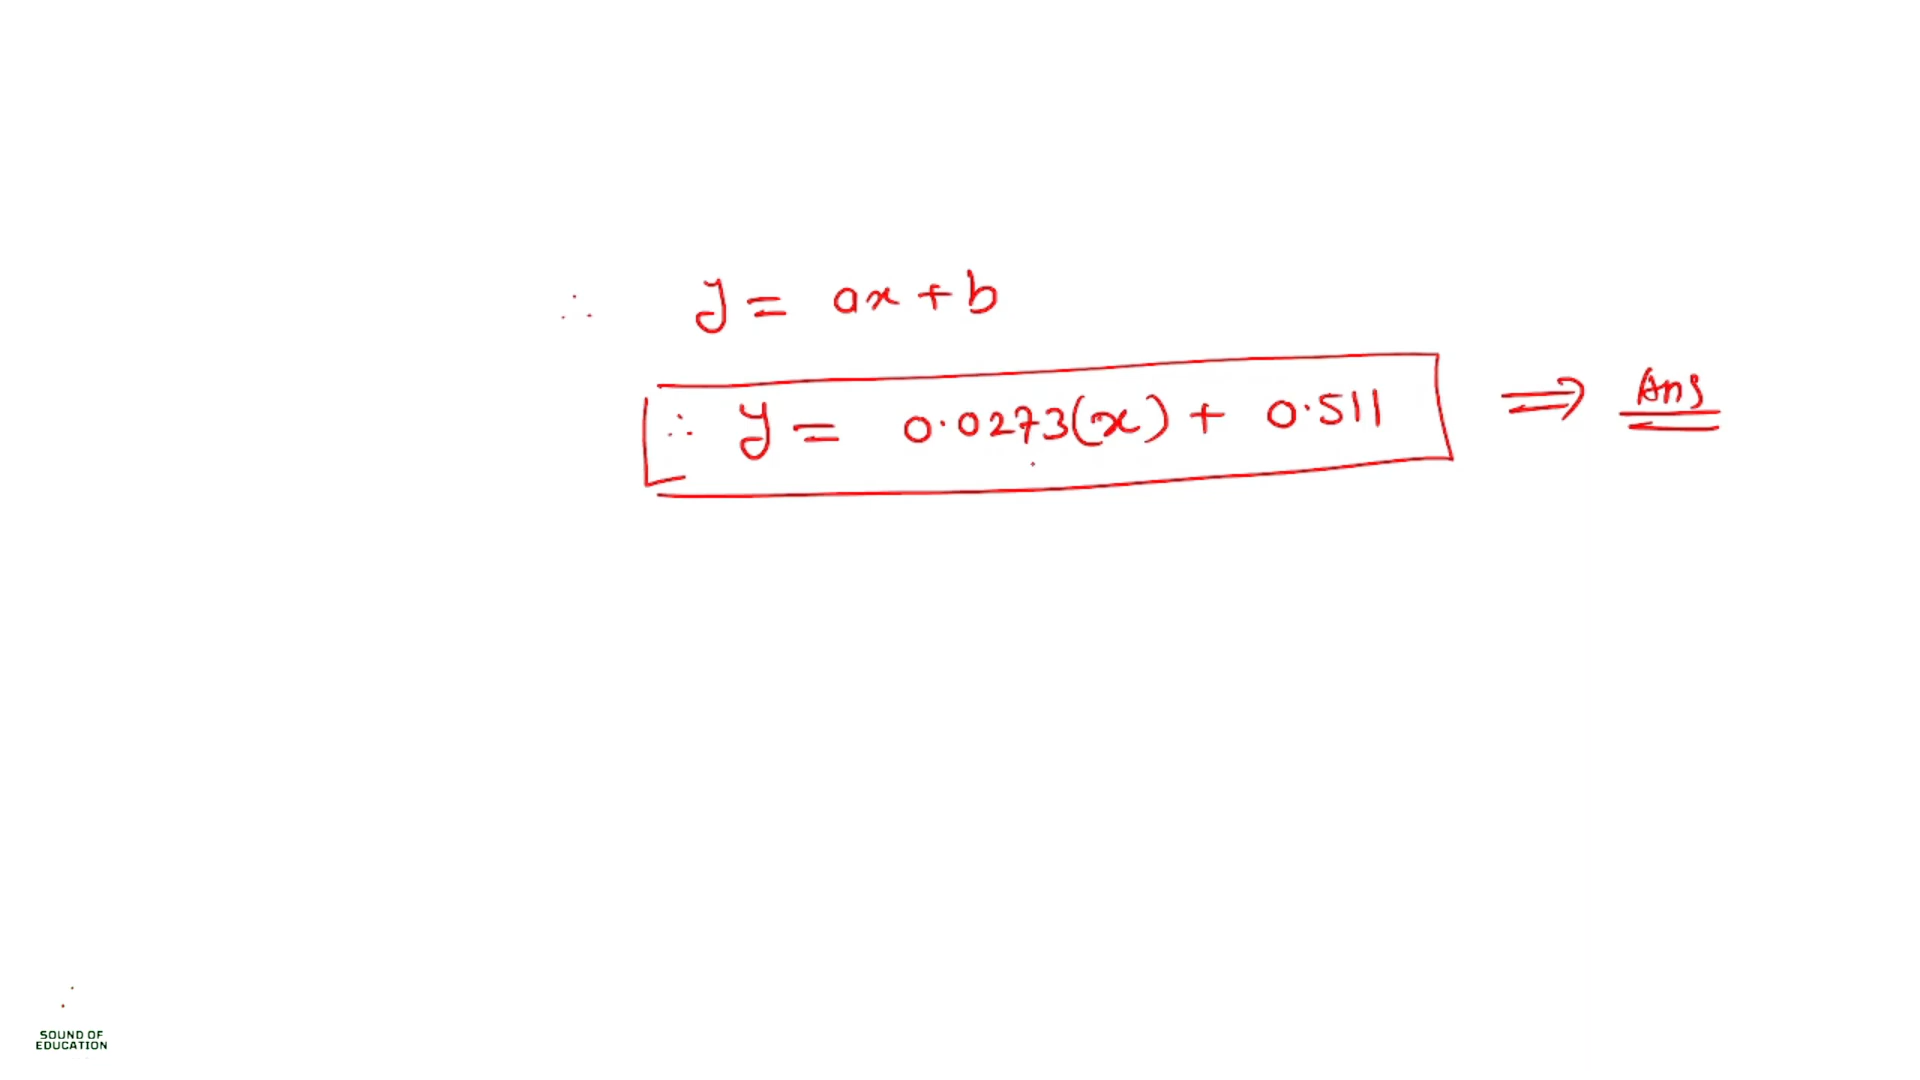 ∴ y = ax + b
∴ y = 0.0273(x) + 0.511 ⇒ Ans
SOUND OF
EDUCATION